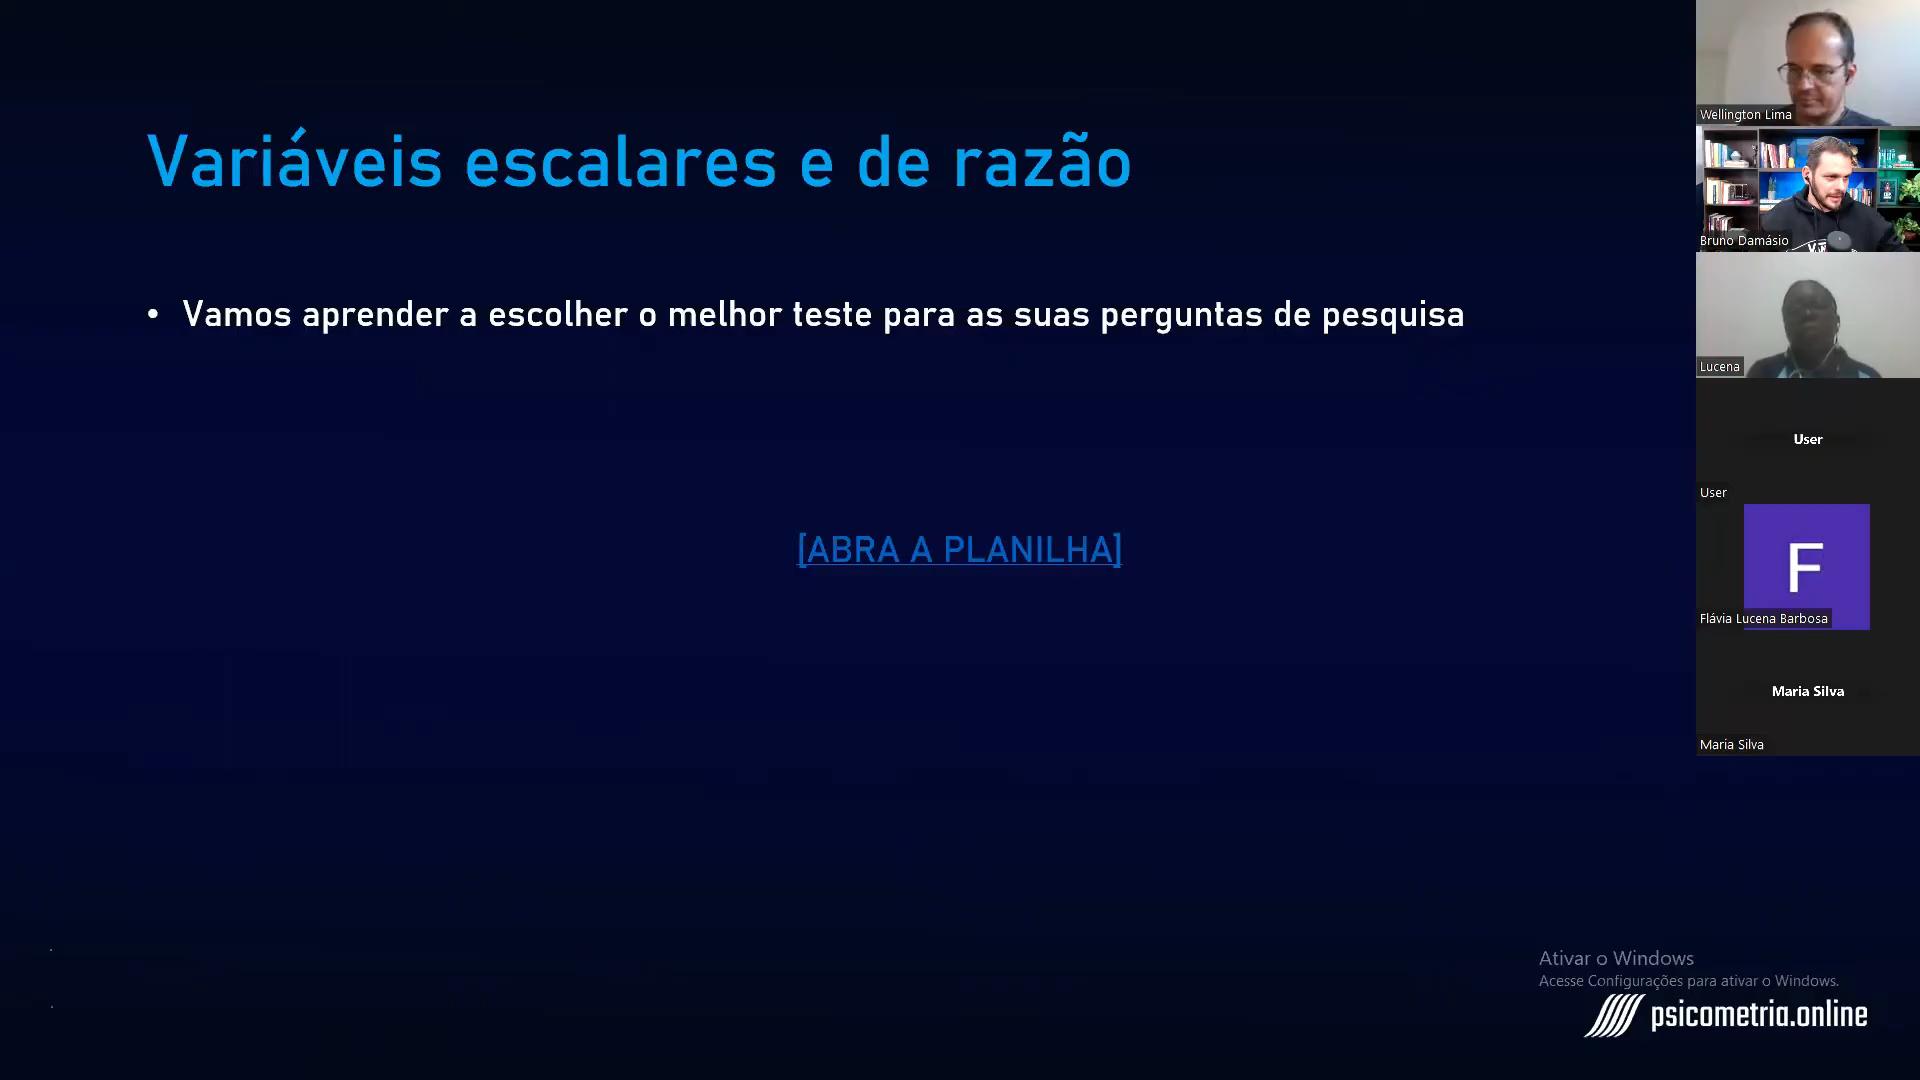 Variáveis escalares e de razão
• Vamos aprender a escolher o melhor teste para as suas perguntas de pesquisa
[ABRA A PLANILHA]
Wellington Lima
Bruno Damásio
Lucena
User
User
F
Flávia Lucena Barbosa
Maria Silva
Maria Silva
Ativar o Windows
Acesse Configurações para ativar o Windows.
psicometria.online